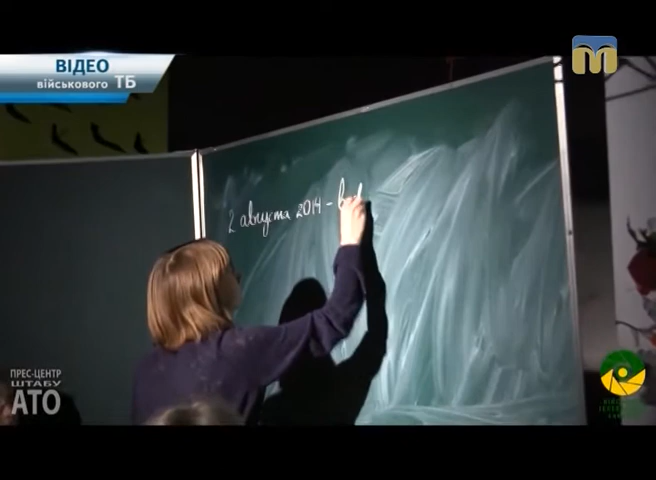 ВІДЕО
військового ТБ
2 августа 2014 -
ПРЕС-ЦЕНТР
ШТАБУ
АТО